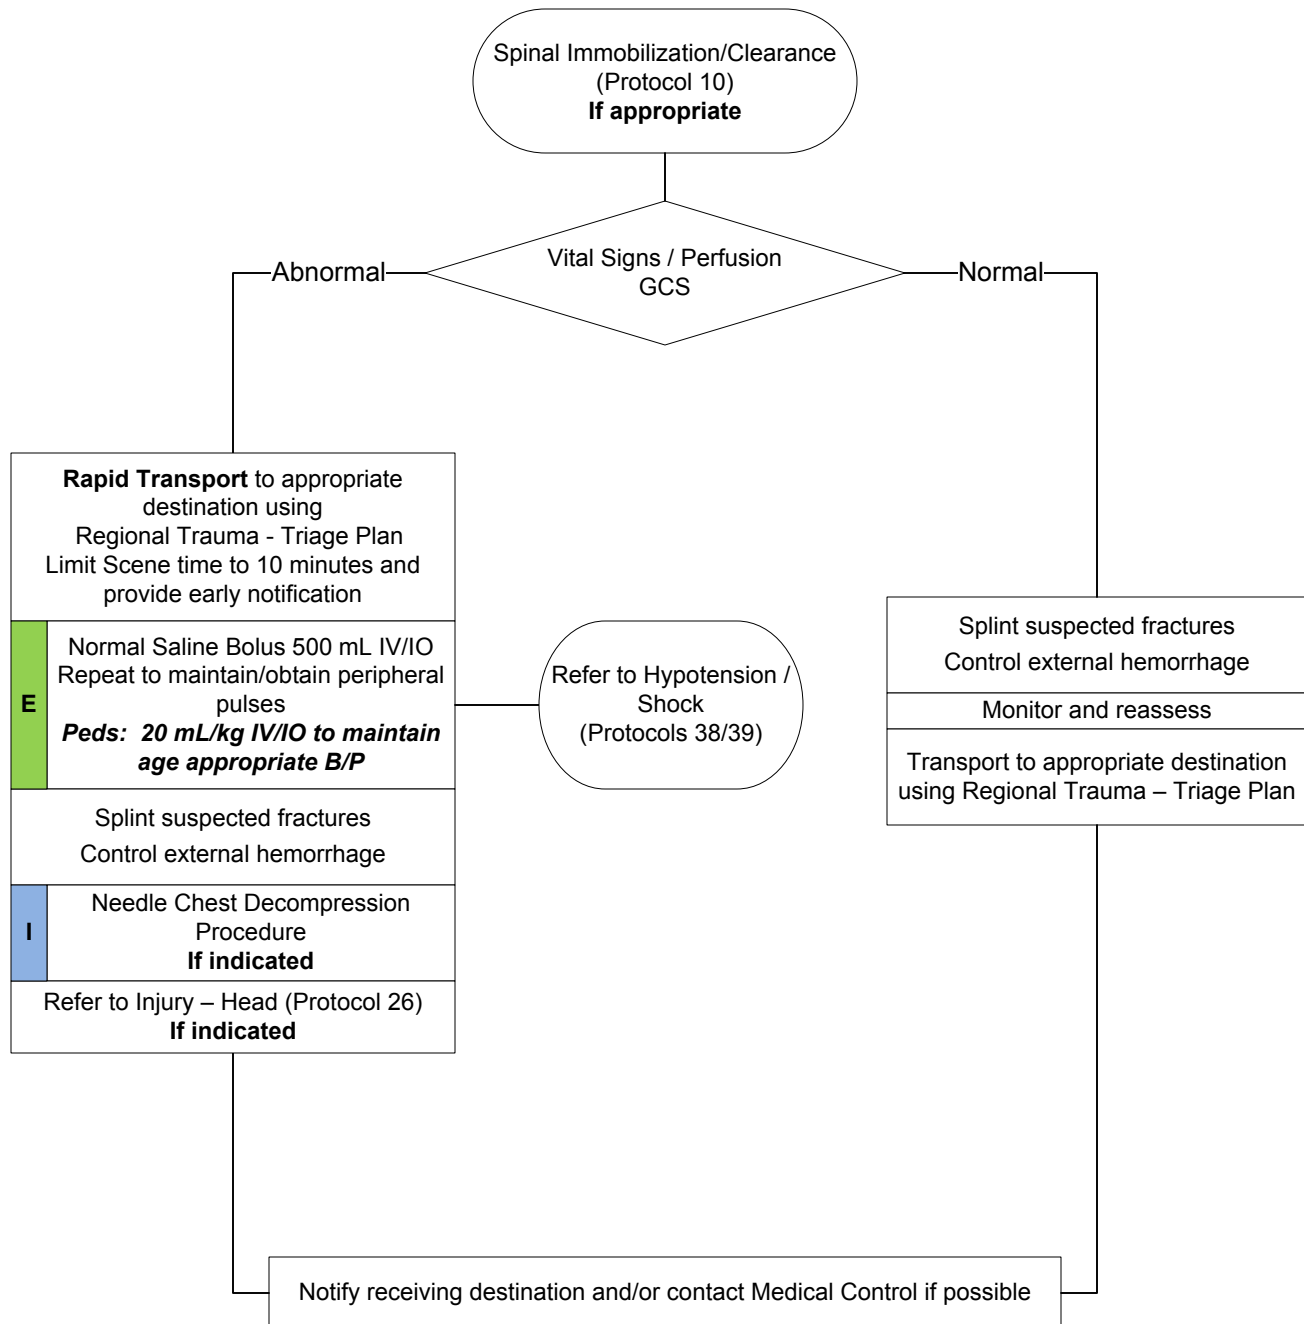 Spinal Immobilization/Clearance
(Protocol 10)
If appropriate
Vital Signs / Perfusion
GCS
Abnormal
Normal
Rapid Transport to appropriate
destination using
Regional Trauma - Triage Plan
Limit Scene time to 10 minutes and
provide early notification
E
Normal Saline Bolus 500 mL IV/IO
Repeat to maintain/obtain peripheral
pulses
Peds:  20 mL/kg IV/IO to maintain
age appropriate B/P
Splint suspected fractures
Control external hemorrhage
I
Needle Chest Decompression
Procedure
If indicated
Refer to Injury – Head (Protocol 26)
If indicated
Refer to Hypotension /
Shock
(Protocols 38/39)
Splint suspected fractures
Control external hemorrhage
Monitor and reassess
Transport to appropriate destination
using Regional Trauma – Triage Plan
Notify receiving destination and/or contact Medical Control if possible